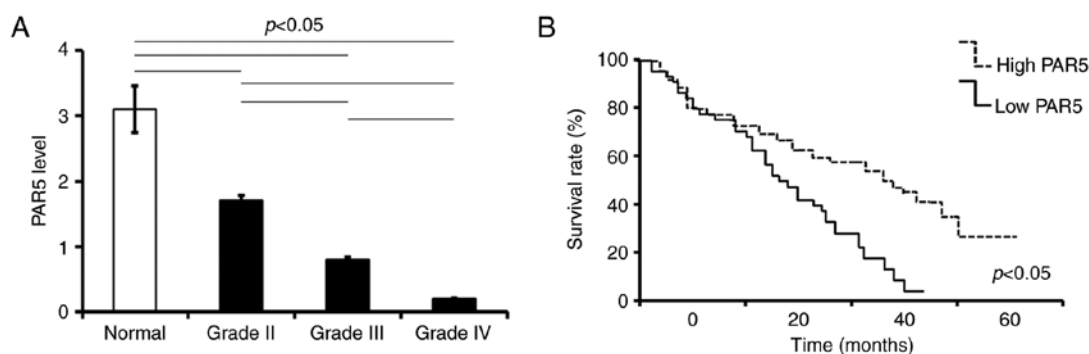 A
p<0.05
PAR5 level
4
3
2
1
0
Normal
Grade II
Grade III
Grade IV
B
High PAR5
Low PAR5
Survival rate (%)
100
80
60
40
20
0
p<0.05
0
20
40
60
Time (months)